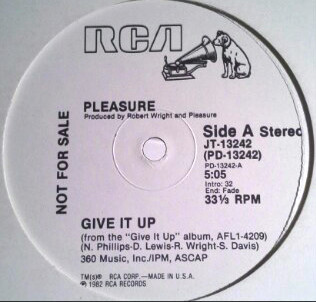 RCA
NOT FOR SALE
PLEASURE
Produced by Robert Wright and Pleasure
Side A Stereo
JT-13242
(PD-13242)
PD-13242-A
5:05
Intro: 32
End: Fade
33⅓ RPM
GIVE IT UP
(from the "Give It Up" album, AFL1-4209)
(N. Phillips-D. Lewis-R. Wright-S. Davis)
360 Music, Inc./IPM, ASCAP
TM(s)® RCA CORP.—MADE IN U.S.A.
℗1982 RCA RECORDS